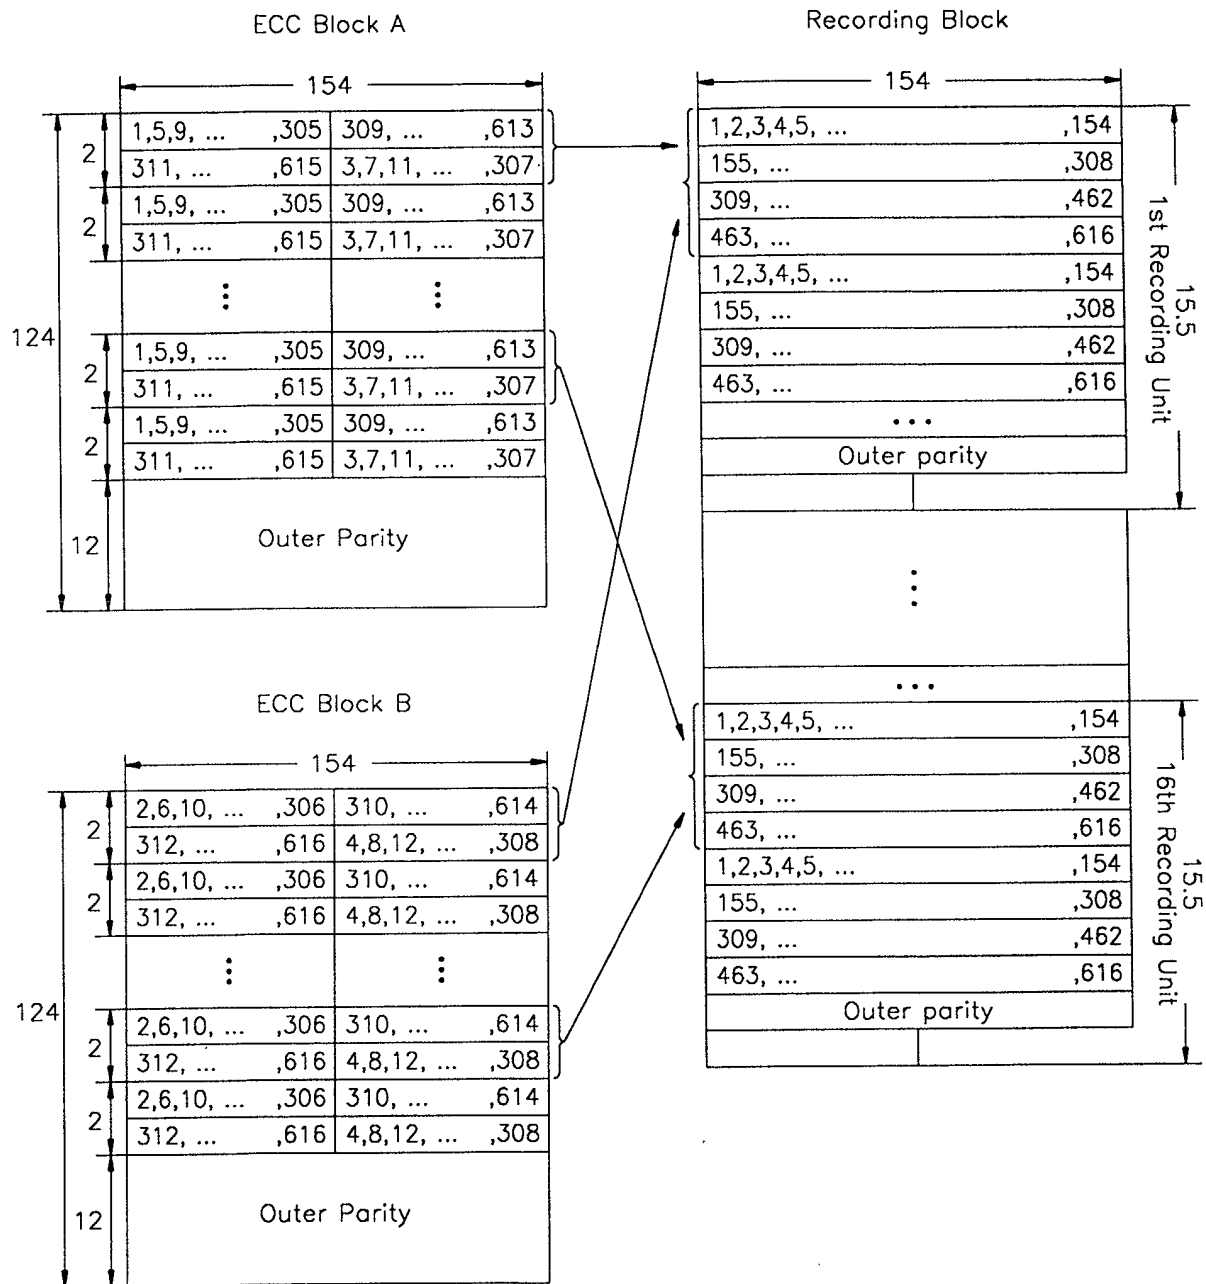 ECC Block A
154
124
2
1,5,9, ... ,305 309, ... ,613
311, ... ,615 3,7,11, ... ,307
2
1,5,9, ... ,305 309, ... ,613
311, ... ,615 3,7,11, ... ,307
2
1,5,9, ... ,305 309, ... ,613
311, ... ,615 3,7,11, ... ,307
2
1,5,9, ... ,305 309, ... ,613
311, ... ,615 3,7,11, ... ,307
12
Outer Parity
ECC Block B
154
124
2
2,6,10, ... ,306 310, ... ,614
312, ... ,616 4,8,12, ... ,308
2
2,6,10, ... ,306 310, ... ,614
312, ... ,616 4,8,12, ... ,308
2
2,6,10, ... ,306 310, ... ,614
312, ... ,616 4,8,12, ... ,308
2
2,6,10, ... ,306 310, ... ,614
312, ... ,616 4,8,12, ... ,308
12
Outer Parity
Recording Block
154
1,2,3,4,5, ... ,154
155, ... ,308
309, ... ,462
463, ... ,616
1,2,3,4,5, ... ,154
155, ... ,308
309, ... ,462
463, ... ,616
...
Outer parity
15.5
1st Recording Unit
...
1,2,3,4,5, ... ,154
155, ... ,308
309, ... ,462
463, ... ,616
1,2,3,4,5, ... ,154
155, ... ,308
309, ... ,462
463, ... ,616
Outer parity
15.5
16th Recording Unit